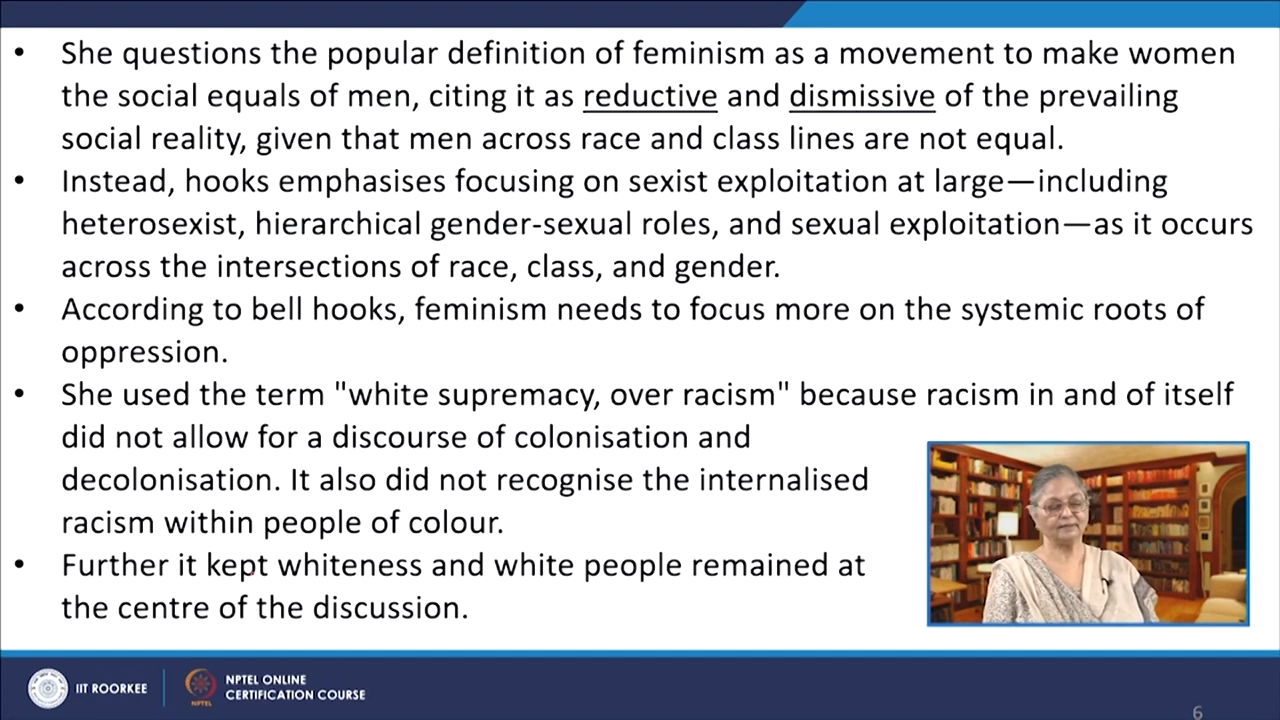 • She questions the popular definition of feminism as a movement to make women
the social equals of men, citing it as reductive and dismissive of the prevailing
social reality, given that men across race and class lines are not equal.
• Instead, hooks emphasises focusing on sexist exploitation at large—including
heterosexist, hierarchical gender-sexual roles, and sexual exploitation—as it occurs
across the intersections of race, class, and gender.
• According to bell hooks, feminism needs to focus more on the systemic roots of
oppression.
• She used the term "white supremacy, over racism" because racism in and of itself
did not allow for a discourse of colonisation and
decolonisation. It also did not recognise the internalised
racism within people of colour.
• Further it kept whiteness and white people remained at
the centre of the discussion.
IIT ROORKEE
NPTEL
NPTEL ONLINE
CERTIFICATION COURSE
6